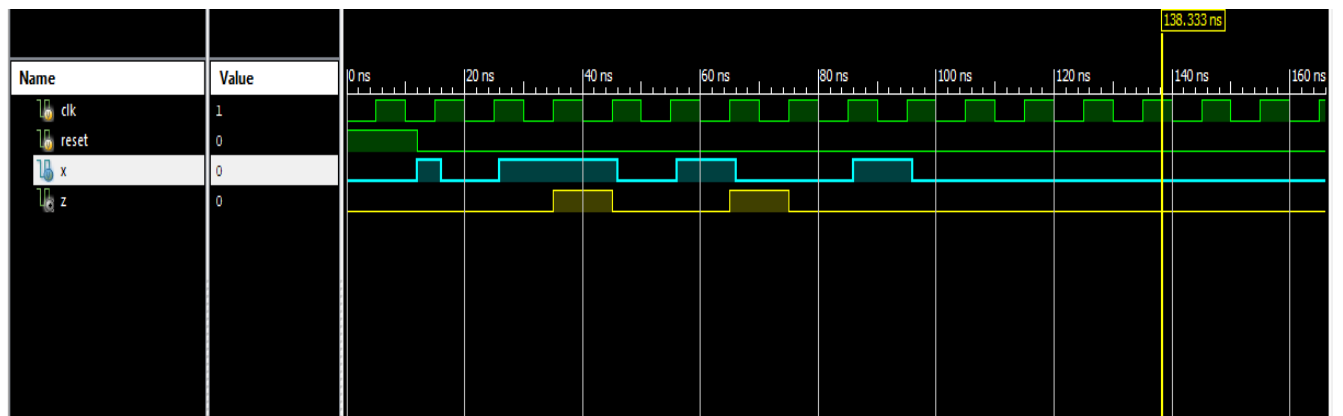 138.333 ns
Name Value 0 ns 20 ns 40 ns 60 ns 80 ns 100 ns 120 ns 140 ns 160 ns
clk 1
reset 0
x 0
z 0